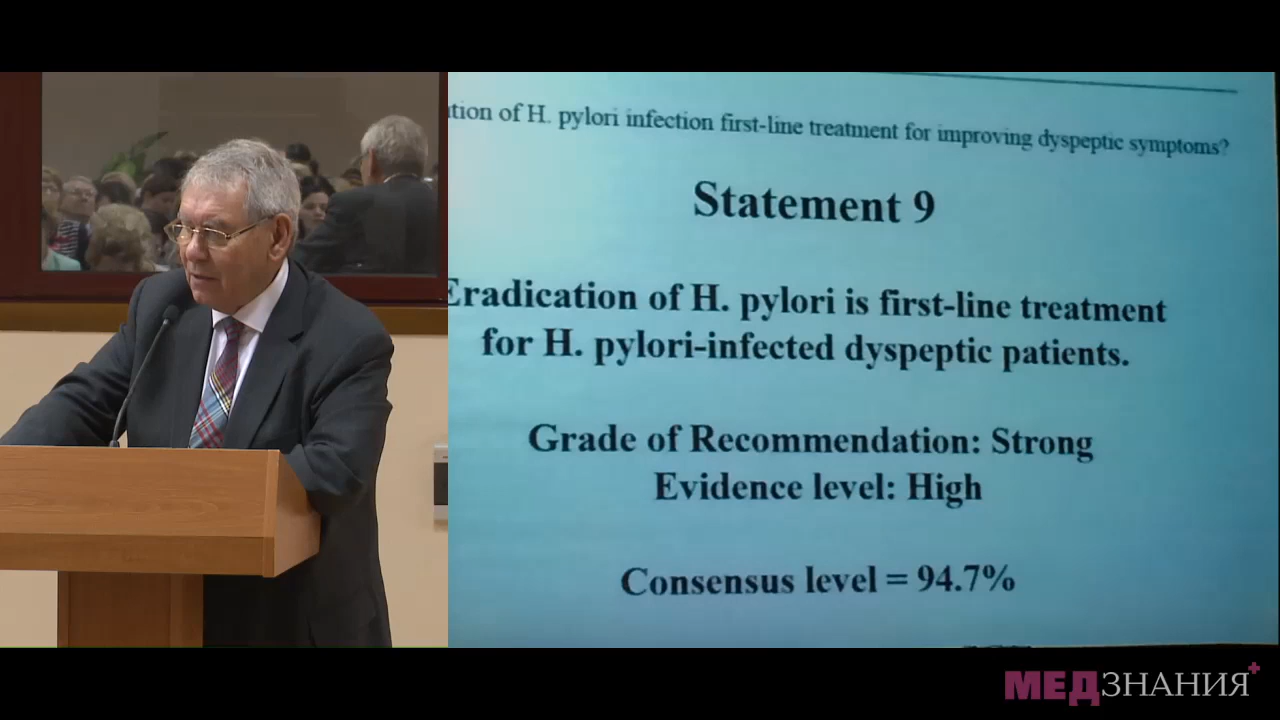 tion of H. pylori infection first-line treatment for improving dyspeptic symptoms?
Statement 9
Eradication of H. pylori is first-line treatment
for H. pylori-infected dyspeptic patients.
Grade of Recommendation: Strong
Evidence level: High
Consensus level = 94.7%
МЕДЗНАНИЯ+